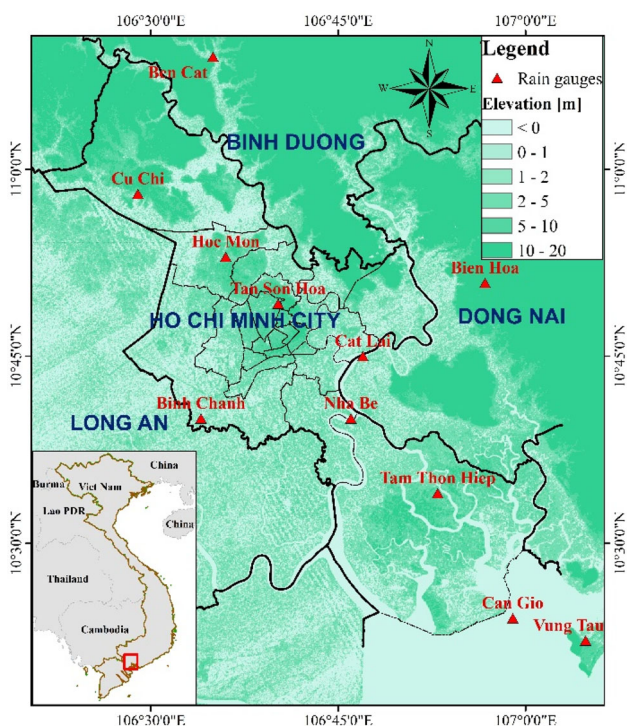 106°30'0"E 106°45'0"E 107°0'0"E
N
W E
S
Legend
Rain gauges
Elevation [m]
< 0
0 - 1
1 - 2
2 - 5
5 - 10
10 - 20
Ben Cat
BINH DUONG
11°0'0"N 11°0'0"N
Cu Chi
Hoc Mon
Bien Hoa
Tan Son Hoa
HO CHI MINH CITY
DONG NAI
Cat Lai
10°45'0"N 10°45'0"N
Binh Chanh
Nha Be
LONG AN
Tam Thon Hiep
10°30'0"N 10°30'0"N
Can Gio
Vung Tau
China
Burma
Viet Nam
Lao PDR
China
Thailand
Cambodia
106°30'0"E 106°45'0"E 107°0'0"E